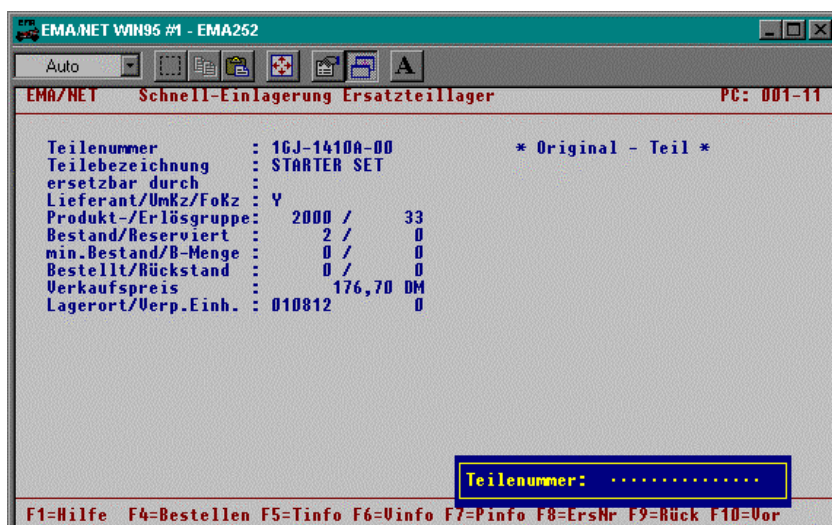 EMA/NET WIN95 #1 - EMA252
Auto
A
EMA/NET Schnell-Einlagerung Ersatzteillager PC: 001-11
Teilenummer : 1GJ-1410A-00 * Original - Teil *
Teilebezeichnung : STARTER SET
ersetzbar durch :
Lieferant/UmKz/FoKz : Y
Produkt-/Erlösgruppe: 2000 / 33
Bestand/Reserviert : 2 / 0
min.Bestand/B-Menge : 0 / 0
Bestellt/Rückstand : 0 / 0
Verkaufspreis : 176,70 DM
Lagerort/Verp.Einh. : 010812 0
Teilenummer: ...............
F1=Hilfe F4=Bestellen F5=Tinfo F6=Vinfo F7=Pinfo F8=ErsNr F9=Rück F10=Vor